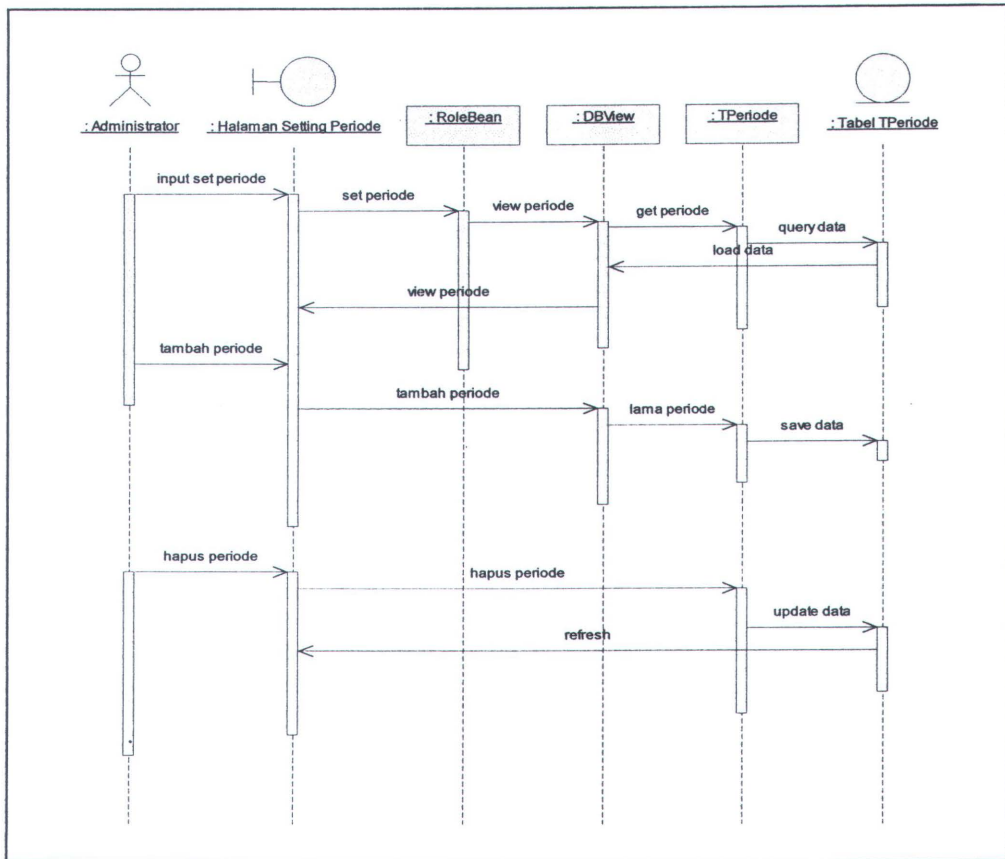 : Administrator
: Halaman Setting Periode
: RoleBean
: DBView
: TPeriode
: Tabel TPeriode
input set periode
set periode
view periode
get periode
query data
load data
view periode
tambah periode
tambah periode
lama periode
save data
hapus periode
hapus periode
update data
refresh